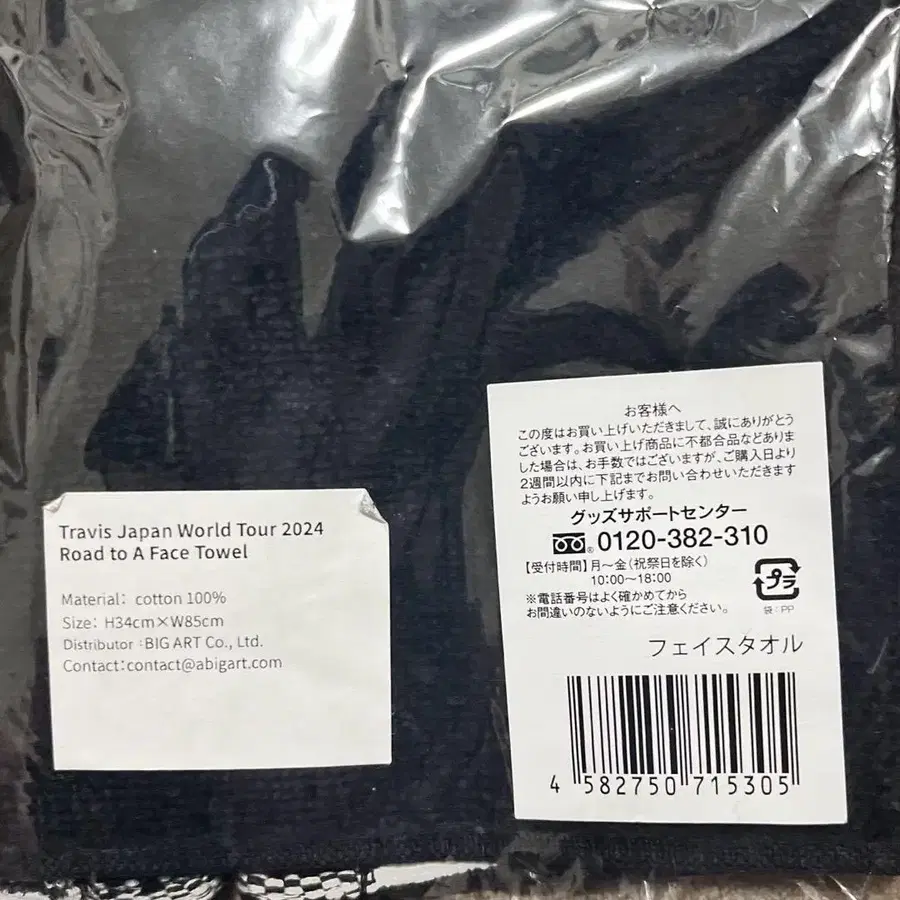 Travis Japan World Tour 2024
Road to A Face Towel
Material: cotton 100%
Size: H34cm×W85cm
Distributor :BIG ART Co., Ltd.
Contact:contact@abigart.com
お客様へ
この度はお買い上げいただきまして、誠にありがとう
ございます。お買い上げ商品に不都合品などありま
した場合は、お手数ではございますが、ご購入日より
2週間以内に下記までお問い合わせいただきます
ようお願い申し上げます。
グッズサポートセンター
® 0120-382-310
【受付時間】月〜金(祝祭日を除く)
10:00〜18:00
※電話番号はよく確かめてから
お間違いのないようにご注意ください。
プラ
袋:PP
フェイスタオル
4 582750 715305